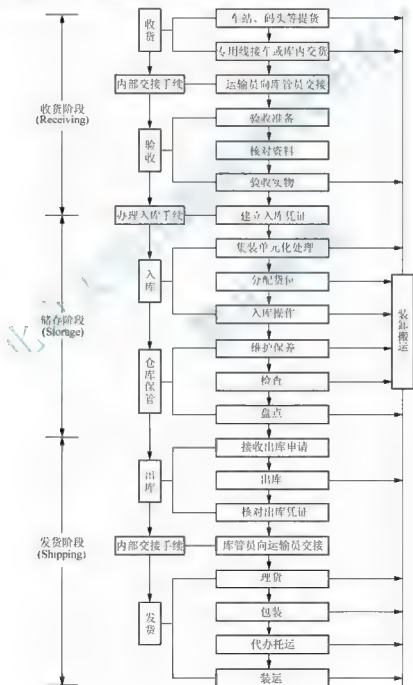 收货阶段
(Receiving)
储存阶段
(Storage)
发货阶段
(Shipping)
收货
内部交接手续
验收
办理入库手续
入库
仓库保管
出库
内部交接手续
发货
车站、码头等提货
专用线接车或库内交货
运输员向库管员交接
验收准备
核对资料
验收实物
建立入库凭证
集装单元化处理
分配货位
入库操作
维护保养
检查
盘点
接收出库申请
出库
核对出库凭证
库管员向运输员交接
理货
包装
代办托运
装运
装卸搬运